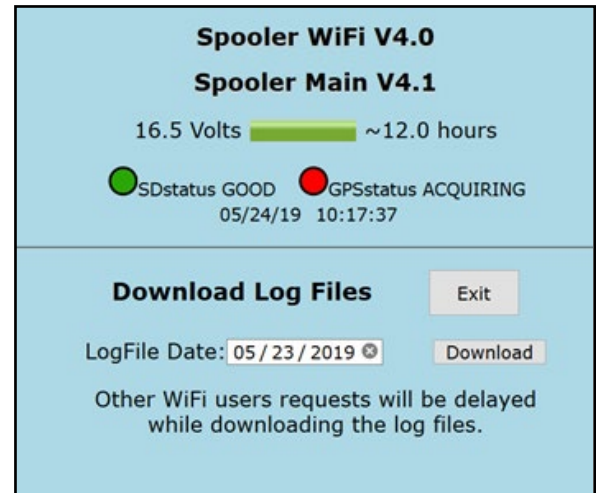 Spooler WiFi V4.0
Spooler Main V4.1
16.5 Volts ~12.0 hours
SDstatus GOOD GPSstatus ACQUIRING
05/24/19 10:17:37
Download Log Files Exit
LogFile Date: 05/23/2019 Download
Other WiFi users requests will be delayed
while downloading the log files.